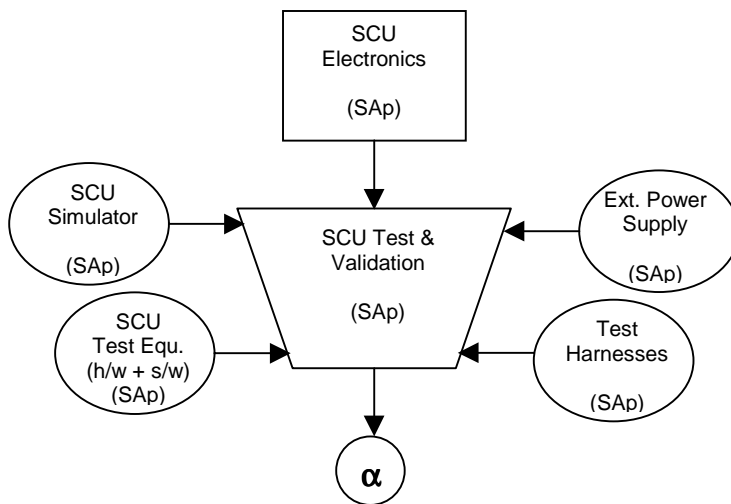 SCU
Electronics
(SAp)
SCU
Simulator
(SAp)
SCU Test &
Validation
(SAp)
Ext. Power
Supply
(SAp)
SCU
Test Equ.
(h/w + s/w)
(SAp)
Test
Harnesses
(SAp)
α